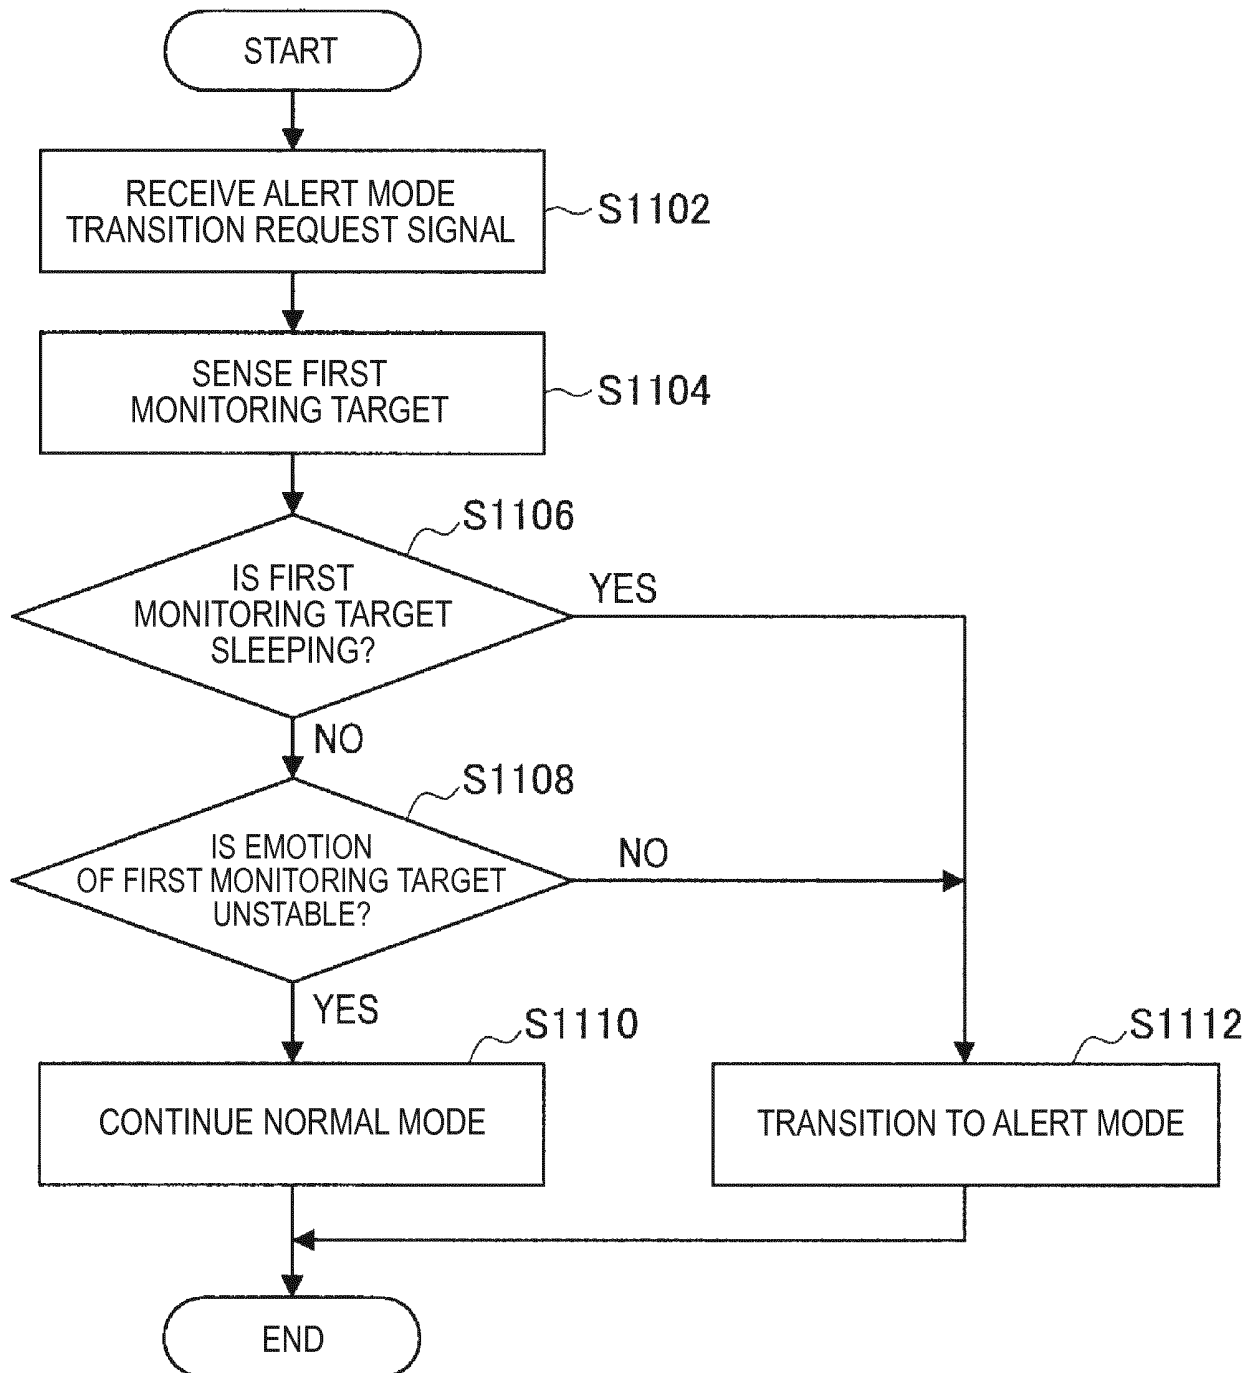 START
RECEIVE ALERT MODE
TRANSITION REQUEST SIGNAL
S1102
SENSE FIRST
MONITORING TARGET
S1104
S1106
IS FIRST
MONITORING TARGET
SLEEPING?
YES
NO
S1108
IS EMOTION
OF FIRST MONITORING TARGET
UNSTABLE?
NO
YES
S1110
CONTINUE NORMAL MODE
S1112
TRANSITION TO ALERT MODE
END